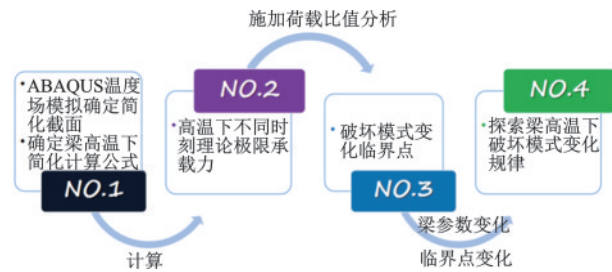 施加荷载比值分析
•ABAQUS温度
场模拟确定简
化截面
•确定梁高温下
简化计算公式
NO.1
计算
NO.2
•高温下不同时
刻理论极限承
载力
•破坏模式变
化临界点
NO.3
梁参数变化
临界点变化
NO.4
•探索梁高温下
破坏模式变化
规律